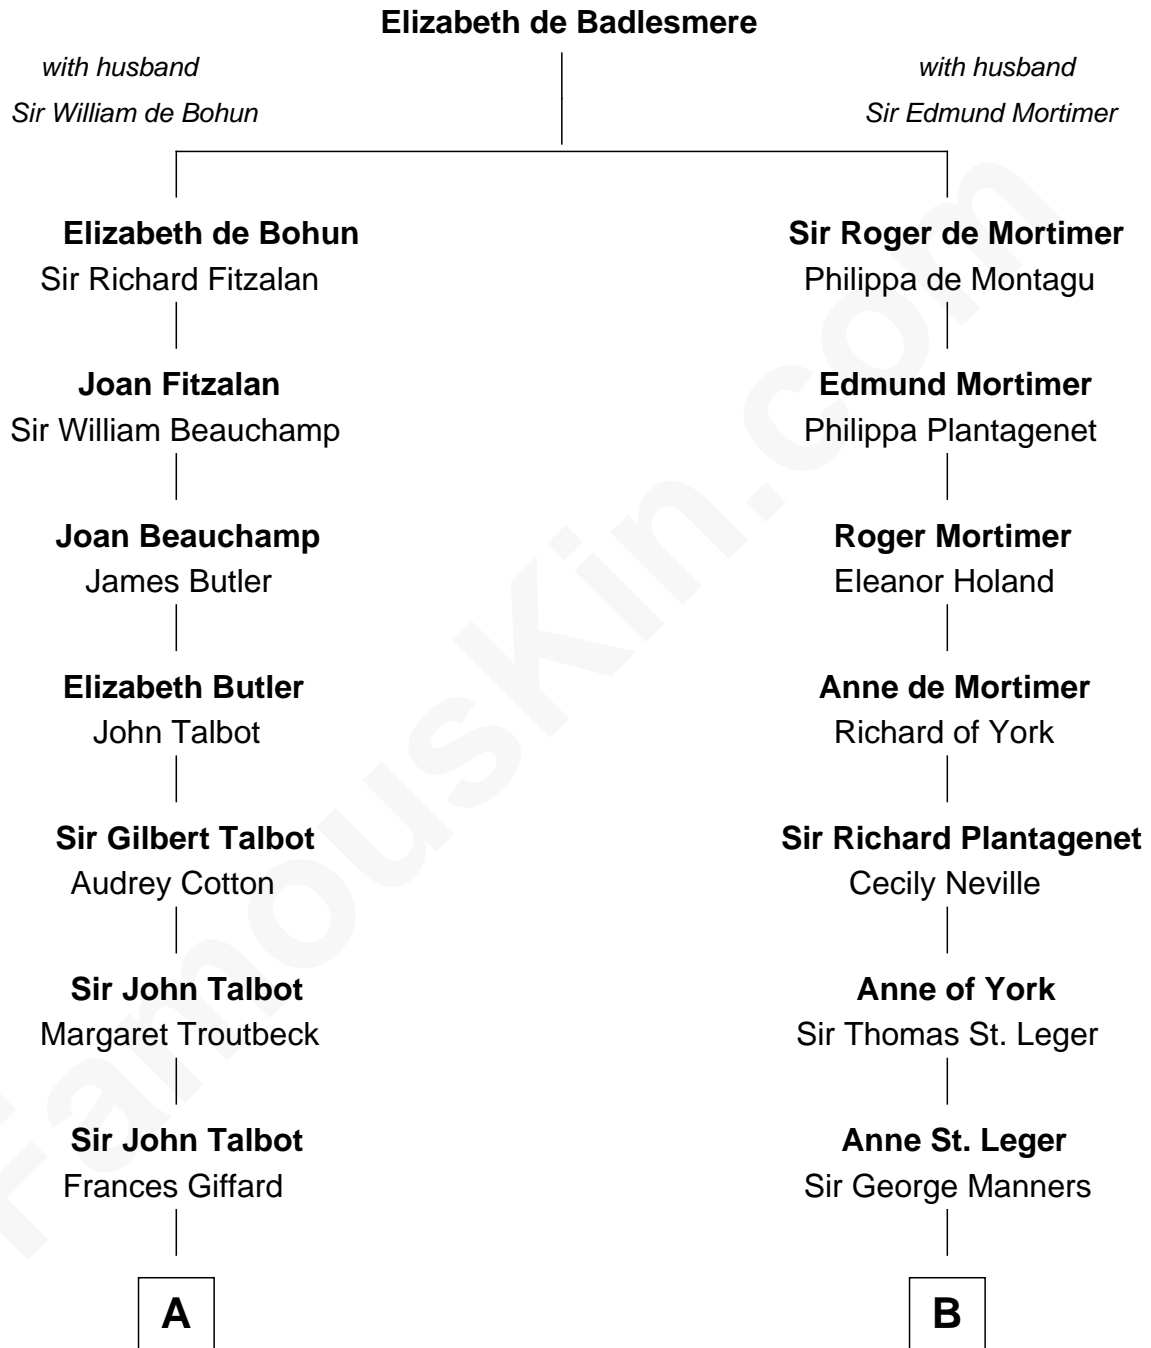 Elizabeth de Badlesmere
with husband
Sir William de Bohun
with husband
Sir Edmund Mortimer
Elizabeth de Bohun
Sir Richard Fitzalan
Joan Fitzalan
Sir William Beauchamp
Joan Beauchamp
James Butler
Elizabeth Butler
John Talbot
Sir Gilbert Talbot
Audrey Cotton
Sir John Talbot
Margaret Troutbeck
Sir John Talbot
Frances Giffard
A
Sir Roger de Mortimer
Philippa de Montagu
Edmund Mortimer
Philippa Plantagenet
Roger Mortimer
Eleanor Holand
Anne de Mortimer
Richard of York
Sir Richard Plantagenet
Cecily Neville
Anne of York
Sir Thomas St. Leger
Anne St. Leger
Sir George Manners
B
FamousKin.com